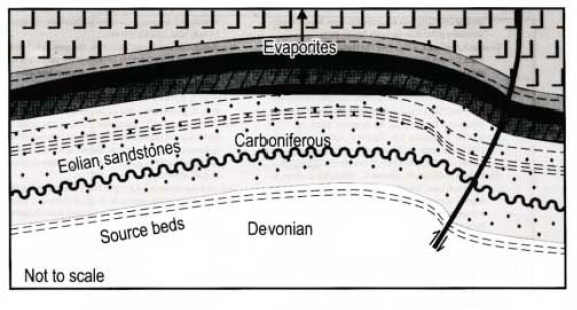 Evaporites
Eolian sandstones
Carboniferous
Source beds
Devonian
Not to scale